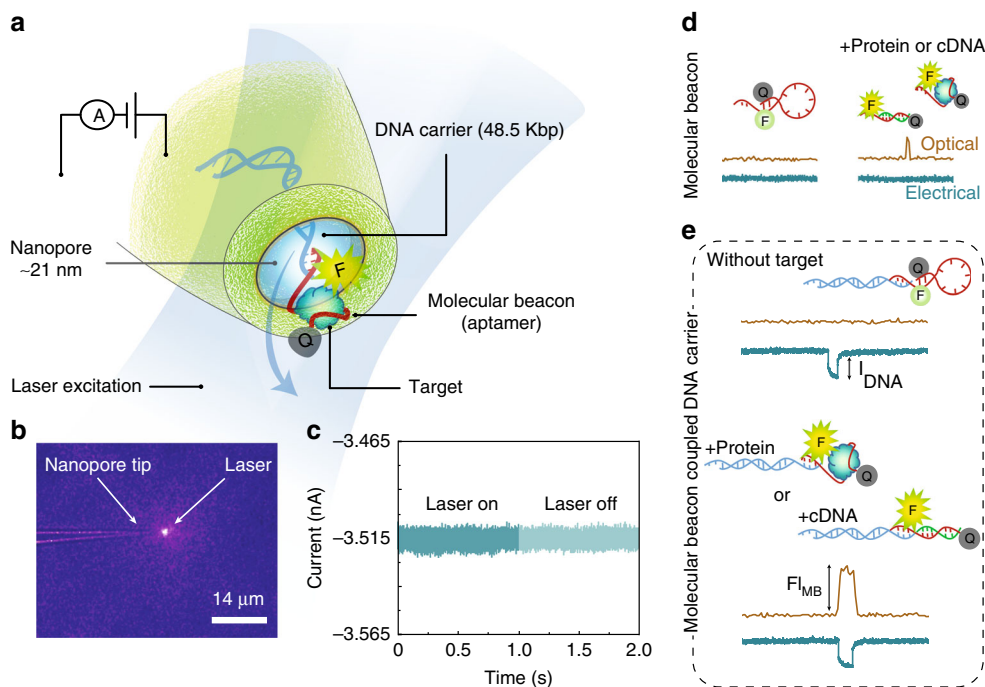 a
A
DNA carrier (48.5 Kbp)
Nanopore
~21 nm
F
Molecular beacon
(aptamer)
Q
Laser excitation
Target
b
Nanopore tip
Laser
14 μm
c
–3.465
–3.515
–3.565
Current (nA)
Laser on
Laser off
0
0.5
1.0
1.5
2.0
Time (s)
d
Molecular beacon
+Protein or cDNA
Q
F
F
Q
F
Q
Optical
Electrical
e
Molecular beacon coupled DNA carrier
Without target
Q
F
IDNA
+Protein
F
Q
or
+cDNA
F
Q
FIMB